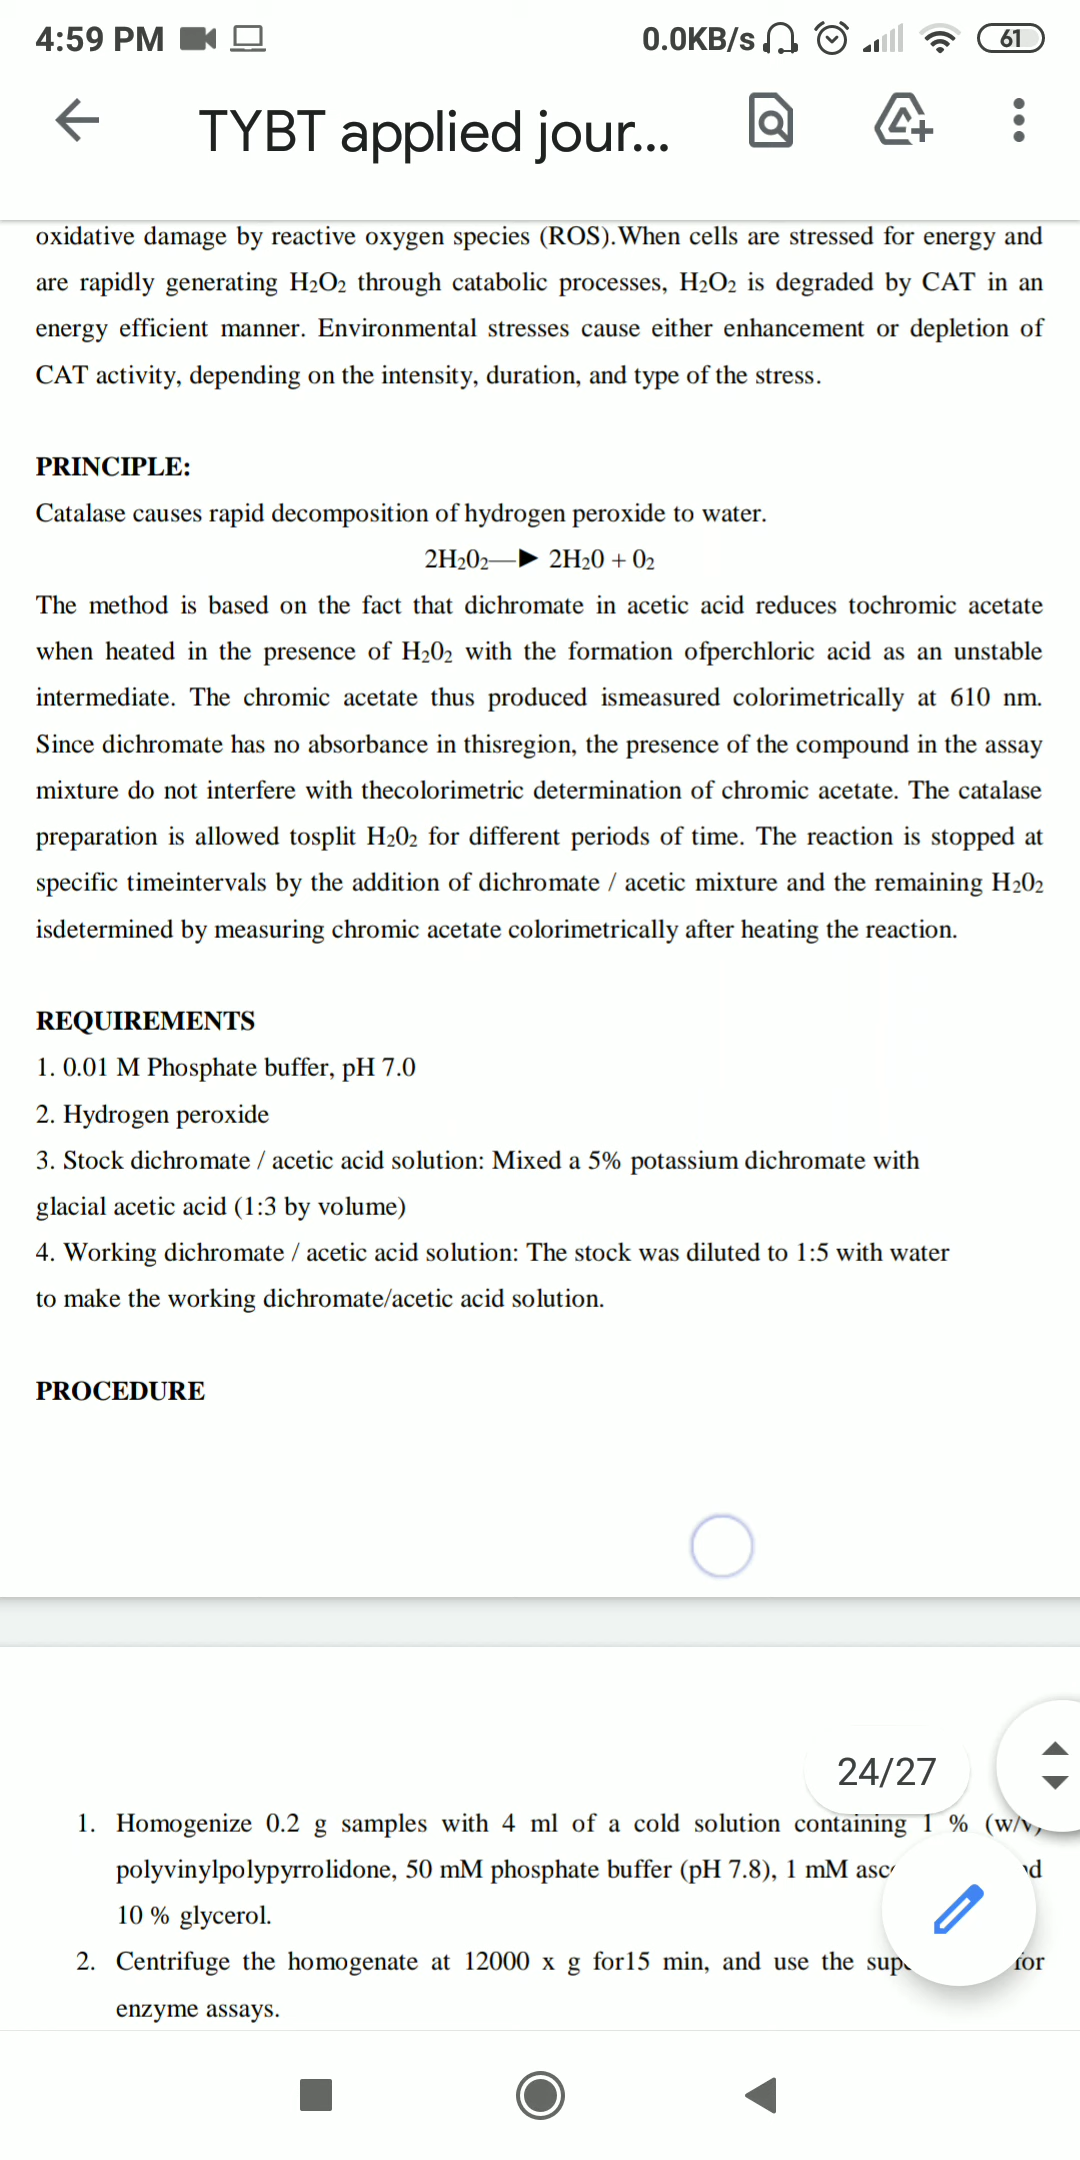 4:59 PM 0.0KB/s 61
TYBT applied jour...
oxidative damage by reactive oxygen species (ROS).When cells are stressed for energy and
are rapidly generating H₂O₂ through catabolic processes, H₂O₂ is degraded by CAT in an
energy efficient manner. Environmental stresses cause either enhancement or depletion of
CAT activity, depending on the intensity, duration, and type of the stress.
PRINCIPLE:
Catalase causes rapid decomposition of hydrogen peroxide to water.
2H₂0₂—► 2H₂0 + 0₂
The method is based on the fact that dichromate in acetic acid reduces tochromic acetate
when heated in the presence of H₂0₂ with the formation ofperchloric acid as an unstable
intermediate. The chromic acetate thus produced ismeasured colorimetrically at 610 nm.
Since dichromate has no absorbance in thisregion, the presence of the compound in the assay
mixture do not interfere with thecolorimetric determination of chromic acetate. The catalase
preparation is allowed tosplit H₂0₂ for different periods of time. The reaction is stopped at
specific timeintervals by the addition of dichromate / acetic mixture and the remaining H₂0₂
isdetermined by measuring chromic acetate colorimetrically after heating the reaction.
REQUIREMENTS
1. 0.01 M Phosphate buffer, pH 7.0
2. Hydrogen peroxide
3. Stock dichromate / acetic acid solution: Mixed a 5% potassium dichromate with
glacial acetic acid (1:3 by volume)
4. Working dichromate / acetic acid solution: The stock was diluted to 1:5 with water
to make the working dichromate/acetic acid solution.
PROCEDURE
24/27
1. Homogenize 0.2 g samples with 4 ml of a cold solution containing 1 % (w/v)
polyvinylpolypyrrolidone, 50 mM phosphate buffer (pH 7.8), 1 mM
10 % glycerol.
2. Centrifuge the homogenate at 12000 x g for15 min, and use the for
enzyme assays.